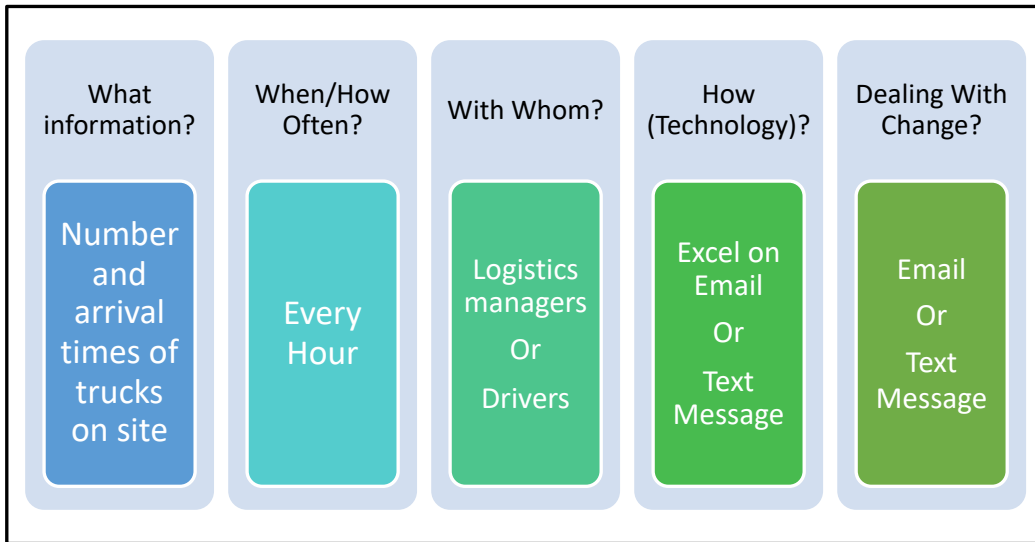 What
information?
Number
and
arrival
times of
trucks
on site
When/How
Often?
Every
Hour
With Whom?
Logistics
managers
Or
Drivers
How
(Technology)?
Excel on
Email
Or
Text
Message
Dealing With
Change?
Email
Or
Text
Message